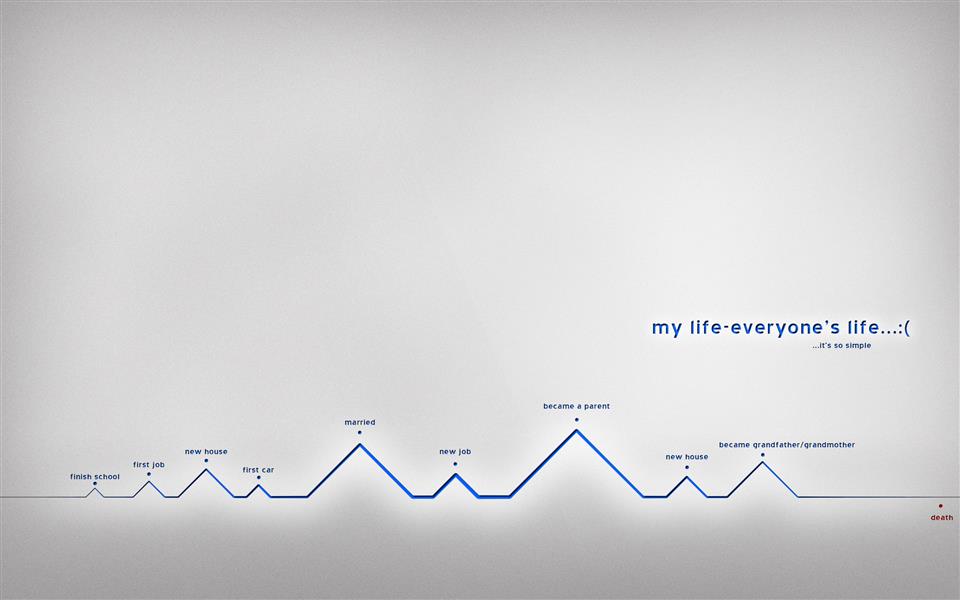 my life-everyone's life...:(
...it's so simple
finish school
first job
new house
first car
married
new job
became a parent
new house
became grandfather/grandmother
death